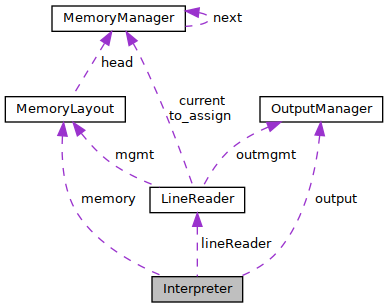 MemoryManager
next
head
current
to_assign
MemoryLayout
OutputManager
mgmt
outmgmt
memory
LineReader
output
lineReader
Interpreter